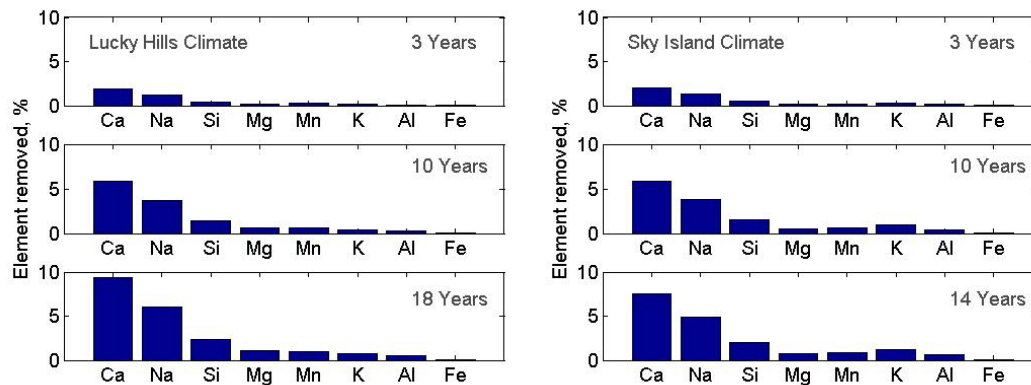 10
Lucky Hills Climate 3 Years
5
0
Ca Na Si Mg Mn K Al Fe
10
10 Years
5
0
Ca Na Si Mg Mn K Al Fe
10
18 Years
5
0
Ca Na Si Mg Mn K Al Fe
Element removed, %
10
Sky Island Climate 3 Years
5
0
Ca Na Si Mg Mn K Al Fe
10
10 Years
5
0
Ca Na Si Mg Mn K Al Fe
10
14 Years
5
0
Ca Na Si Mg Mn K Al Fe
Element removed, %